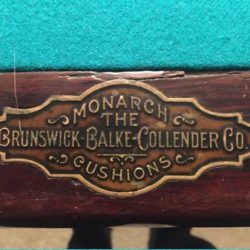 MONARCH
THE
BRUNSWICK-BALKE-COLLENDER CO.
CUSHIONS